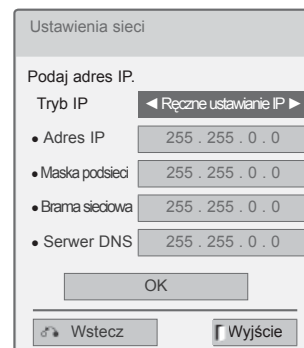 Ustawienia sieci
Podaj adres IP.
Tryb IP ◄ Ręczne ustawianie IP ►
• Adres IP 255 . 255 . 0 . 0
• Maska podsieci 255 . 255 . 0 . 0
• Brama sieciowa 255 . 255 . 0 . 0
• Serwer DNS 255 . 255 . 0 . 0
OK
Wstecz Wyjście